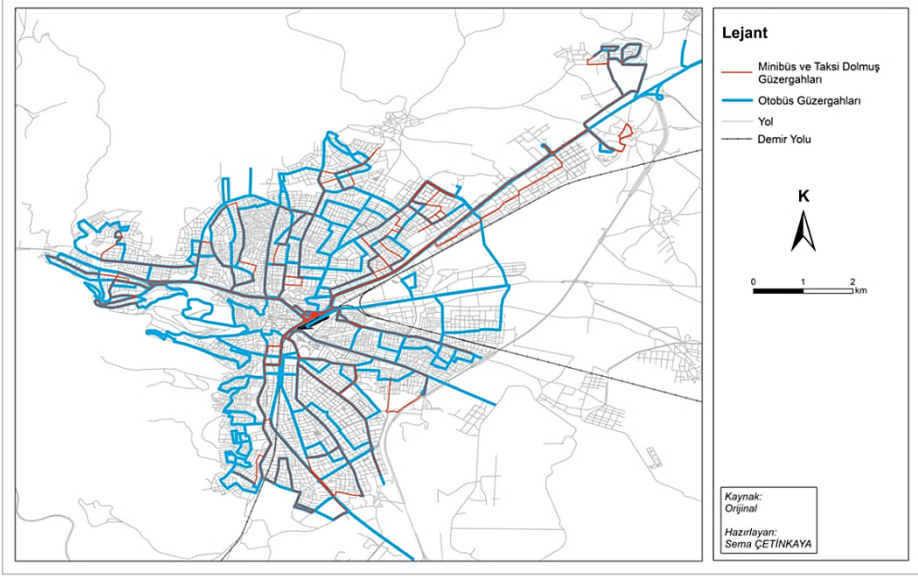 Lejant
Minibüs ve Taksi Dolmuş
Güzergahları
Otobüs Güzergahları
Yol
Demir Yolu
K
0 1 2
km
Kaynak:
Orijinal
Hazırlayan:
Sema ÇETİNKAYA